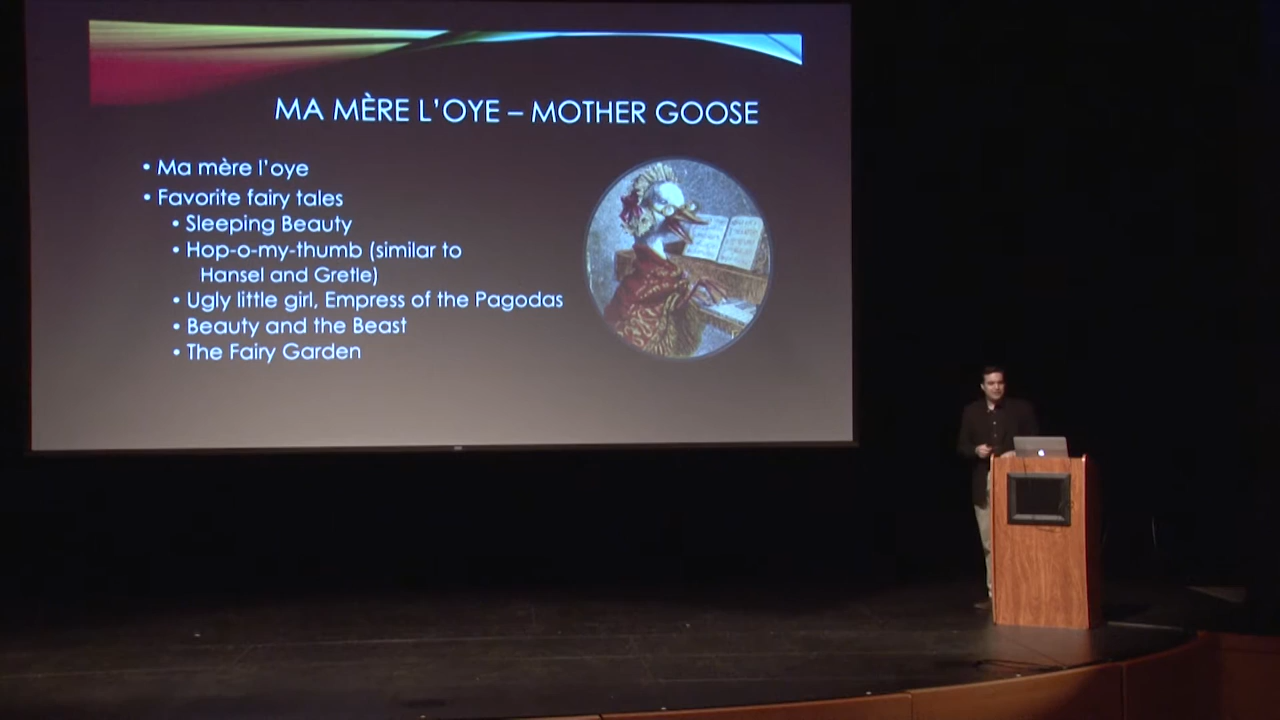 MA MÈRE L'OYE – MOTHER GOOSE
• Ma mère l'oye
• Favorite fairy tales
• Sleeping Beauty
• Hop-o-my-thumb (similar to
Hansel and Gretle)
• Ugly little girl, Empress of the Pagodas
• Beauty and the Beast
• The Fairy Garden